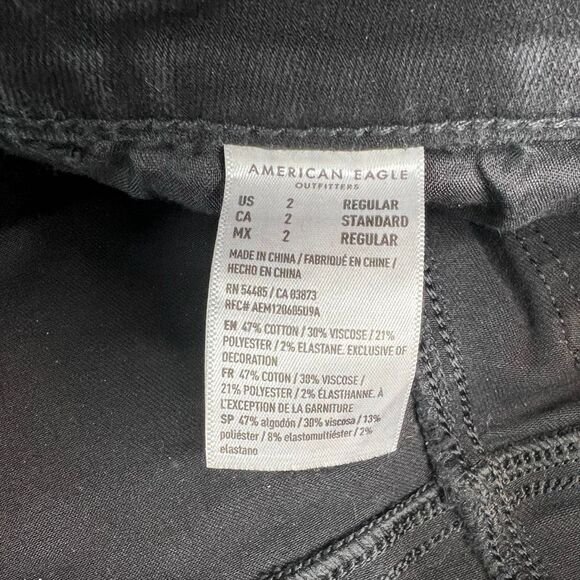 AMERICAN EAGLE
OUTFITTERS
US 2 REGULAR
CA 2 STANDARD
MX 2 REGULAR
MADE IN CHINA / FABRIQUÉ EN CHINE /
HECHO EN CHINA
RN 54485 / CA 03873
RFC# AEM120605U9A
EN 47% COTTON / 30% VISCOSE / 21%
POLYESTER / 2% ELASTANE. EXCLUSIVE OF
DECORATION
FR 47% COTON / 30% VISCOSE /
21% POLYESTER / 2% ÉLASTHANNE. À
L'EXCEPTION DE LA GARNITURE
SP 47% algodón / 30% viscosa / 13%
poliéster / 8% elastomultiéster / 2%
elastano